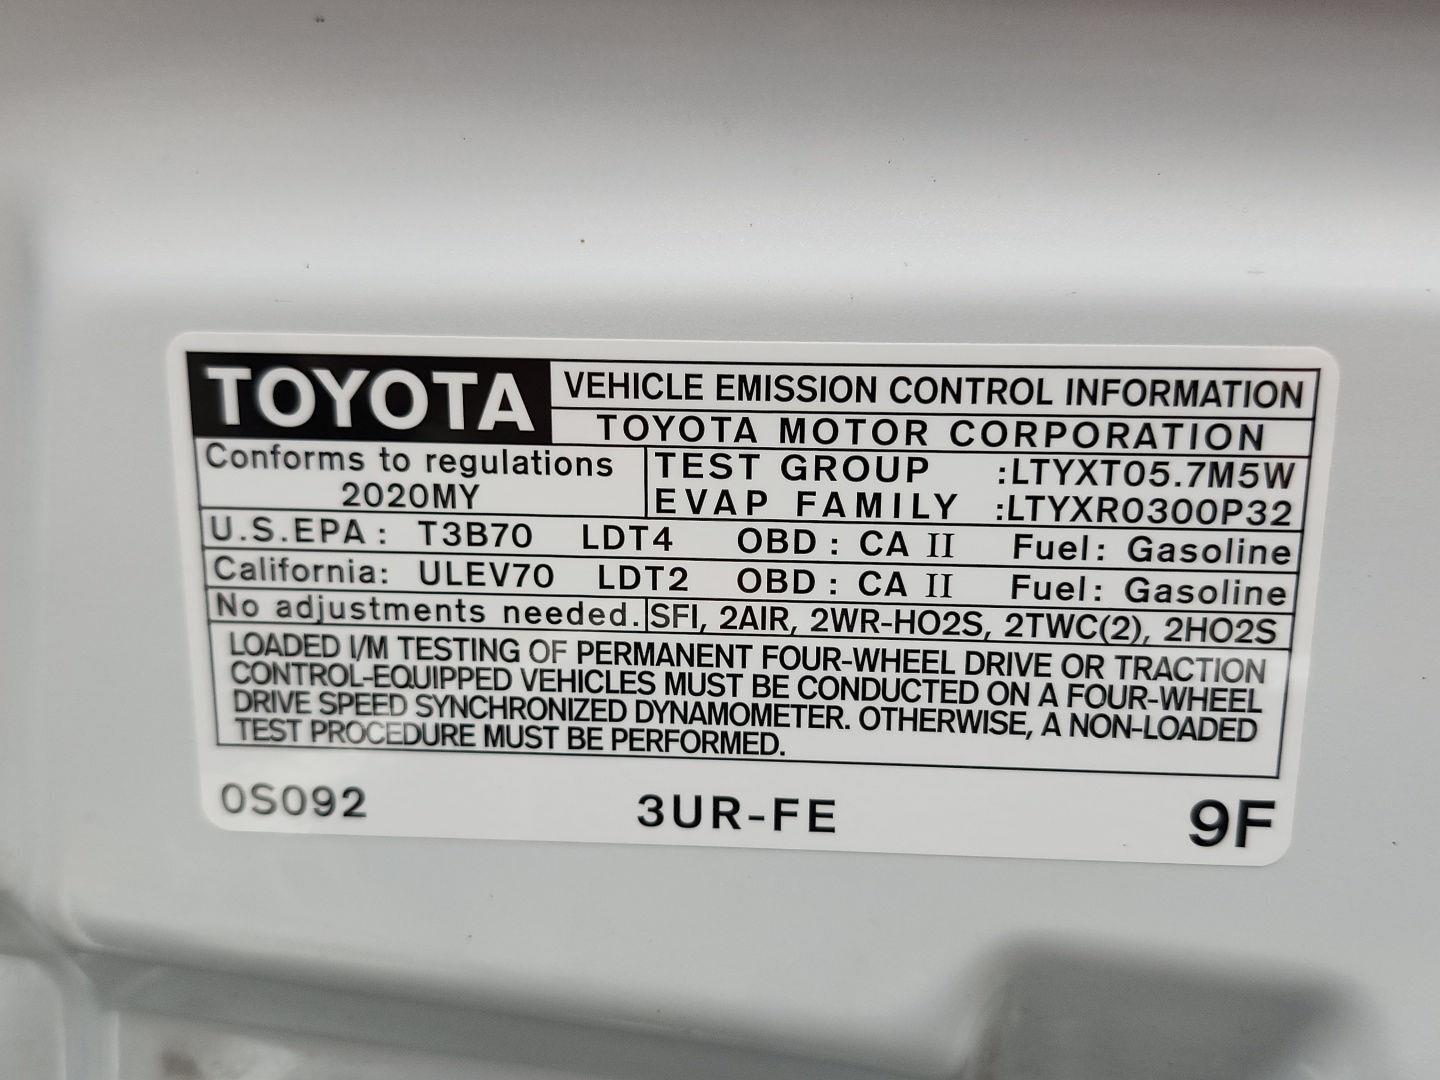 TOYOTA VEHICLE EMISSION CONTROL INFORMATION
TOYOTA MOTOR CORPORATION
Conforms to regulations
2020MY
TEST GROUP :LTYXT05.7M5W
EVAP FAMILY :LTYXR0300P32
U.S.EPA: T3B70 LDT4 OBD: CA II Fuel: Gasoline
California: ULEV70 LDT2 OBD: CA II Fuel: Gasoline
No adjustments needed. SFI, 2AIR, 2WR-HO2S, 2TWC(2), 2HO2S
LOADED I/M TESTING OF PERMANENT FOUR-WHEEL DRIVE OR TRACTION
CONTROL-EQUIPPED VEHICLES MUST BE CONDUCTED ON A FOUR-WHEEL
DRIVE SPEED SYNCHRONIZED DYNAMOMETER. OTHERWISE, A NON-LOADED
TEST PROCEDURE MUST BE PERFORMED.
0S092 3UR-FE 9F